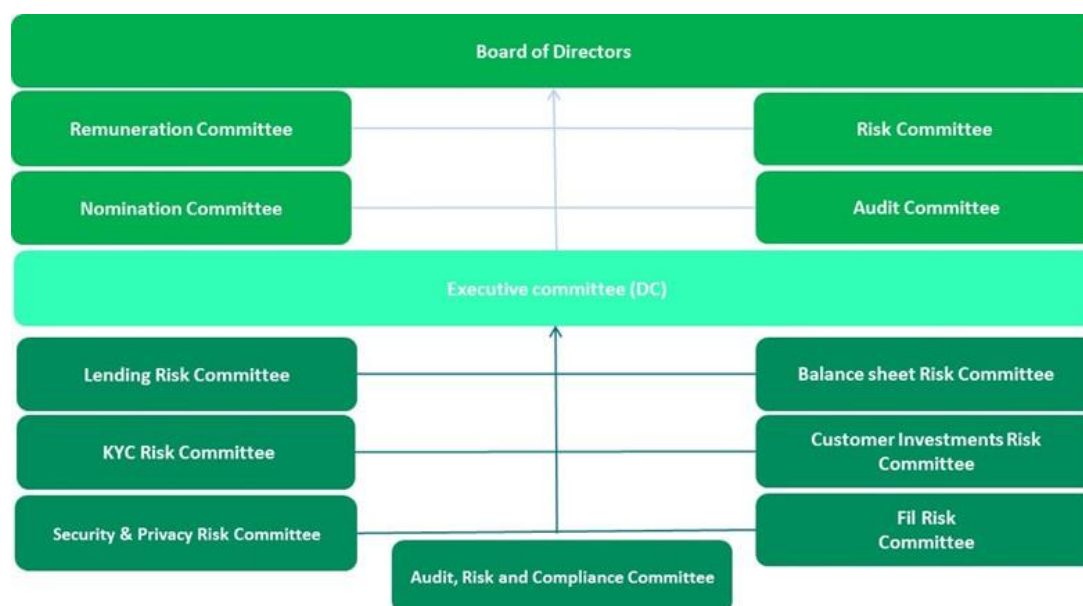 Board of Directors
Remuneration Committee
Risk Committee
Nomination Committee
Audit Committee
Executive committee (DC)
Lending Risk Committee
Balance sheet Risk Committee
KYC Risk Committee
Customer Investments Risk
Committee
Security & Privacy Risk Committee
Fil Risk
Committee
Audit, Risk and Compliance Committee